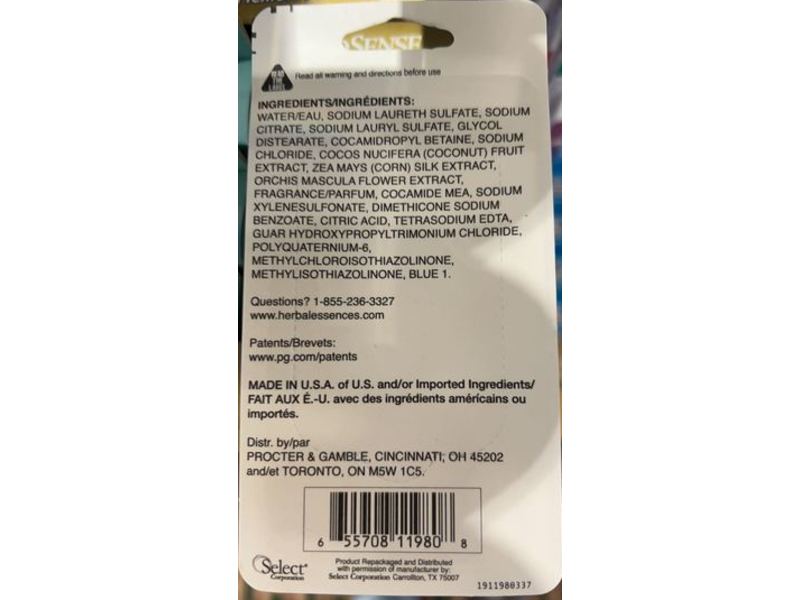 SENSE
READ
THE
LABEL
Read all warning and directions before use
INGREDIENTS/INGRÉDIENTS:
WATER/EAU, SODIUM LAURETH SULFATE, SODIUM
CITRATE, SODIUM LAURYL SULFATE, GLYCOL
DISTEARATE, COCAMIDROPYL BETAINE, SODIUM
CHLORIDE, COCOS NUCIFERA (COCONUT) FRUIT
EXTRACT, ZEA MAYS (CORN) SILK EXTRACT,
ORCHIS MASCULA FLOWER EXTRACT,
FRAGRANCE/PARFUM, COCAMIDE MEA, SODIUM
XYLENESULFONATE, DIMETHICONE SODIUM
BENZOATE, CITRIC ACID, TETRASODIUM EDTA,
GUAR HYDROXYPROPYLTRIMONIUM CHLORIDE,
POLYQUATERNIUM-6,
METHYLCHLOROISOTHIAZOLINONE,
METHYLISOTHIAZOLINONE, BLUE 1.
Questions? 1-855-236-3327
www.herbalessences.com
Patents/Brevets:
www.pg.com/patents
MADE IN U.S.A. of U.S. and/or Imported Ingredients/
FAIT AUX É.-U. avec des ingrédients américains ou
importés.
Distr. by/par
PROCTER & GAMBLE, CINCINNATI, OH 45202
and/et TORONTO, ON M5W 1C5.
6 55708 11980 8
Select
Corporation
Product Repackaged and Distributed
with permission of manufacturer by:
Select Corporation Carrollton, TX 75007
1911980337